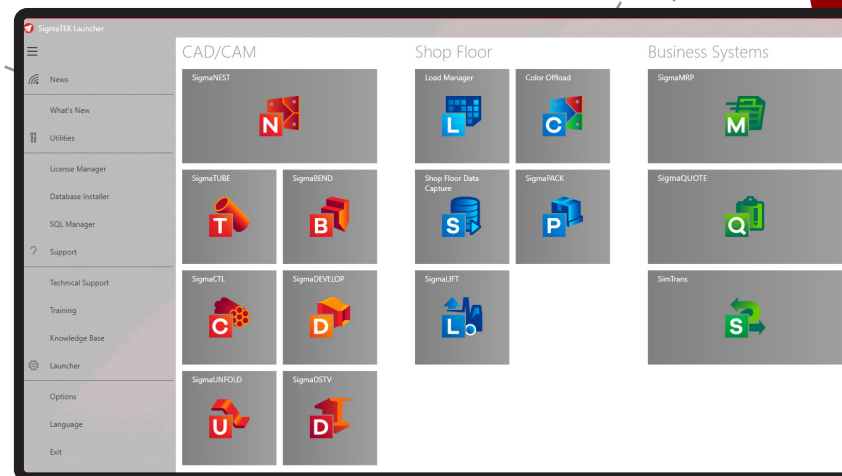 SigmaTEK Launcher
News
What's New
Utilities
License Manager
Database Installer
SQL Manager
Support
Technical Support
Training
Knowledge Base
Launcher
Options
Language
Exit
CAD/CAM
SigmaNEST
N
SigmaTUBE
T
SigmaBEND
B
SigmaCTL
C
SigmaDEVELOP
D
SigmaUNFOLD
U
SigmaDSTV
D
Shop Floor
Load Manager
L
Color Offload
C
Shop Floor Data
Capture
S
SigmaPACK
P
SigmaLIFT
L
Business Systems
SigmaMRP
M
SigmaQUOTE
Q
SimTrans
S